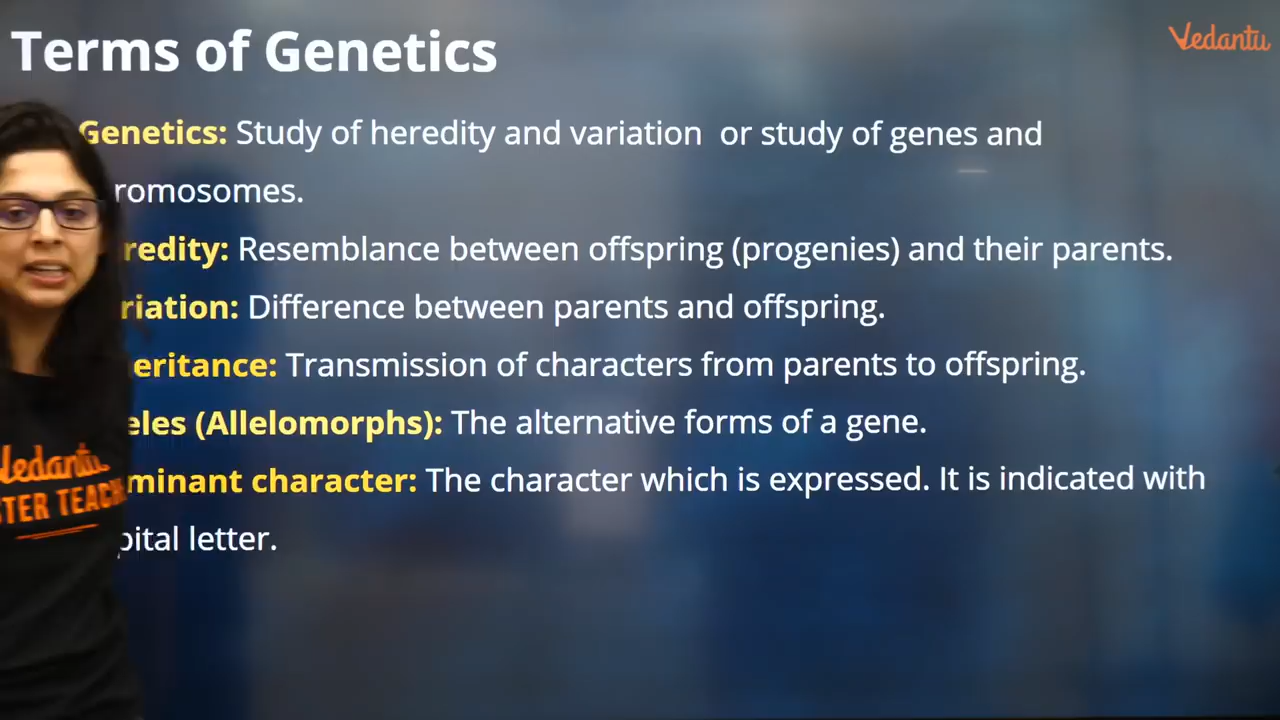 Terms of Genetics
Vedantu
Genetics: Study of heredity and variation or study of genes and
romosomes.
redity: Resemblance between offspring (progenies) and their parents.
riation: Difference between parents and offspring.
eritance: Transmission of characters from parents to offspring.
eles (Allelomorphs): The alternative forms of a gene.
minant character: The character which is expressed. It is indicated with
pital letter.
Vedantu
STER TEACH